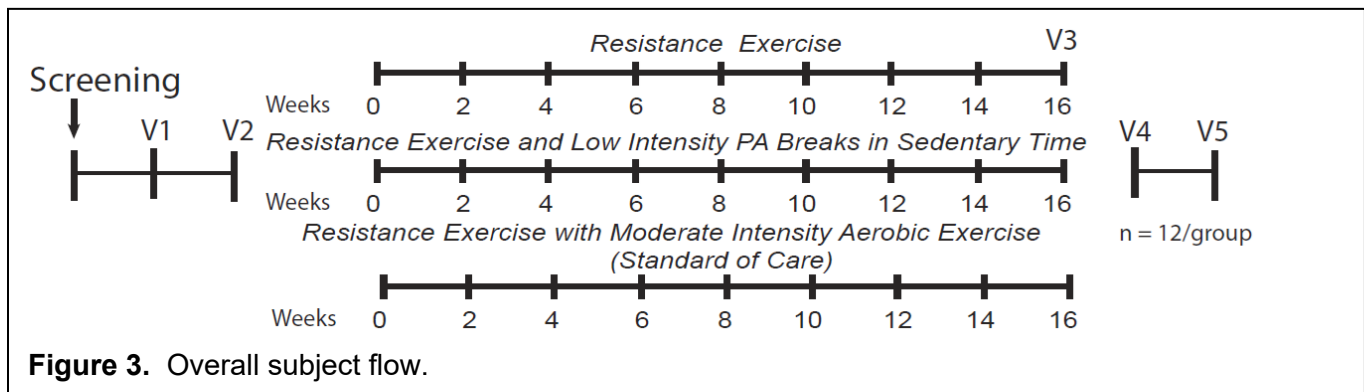 Resistance Exercise
V3
Screening
Weeks 0 2 4 6 8 10 12 14 16
V1 V2
Resistance Exercise and Low Intensity PA Breaks in Sedentary Time
V4 V5
Weeks 0 2 4 6 8 10 12 14 16
Resistance Exercise with Moderate Intensity Aerobic Exercise
(Standard of Care)
n = 12/group
Weeks 0 2 4 6 8 10 12 14 16
Figure 3. Overall subject flow.